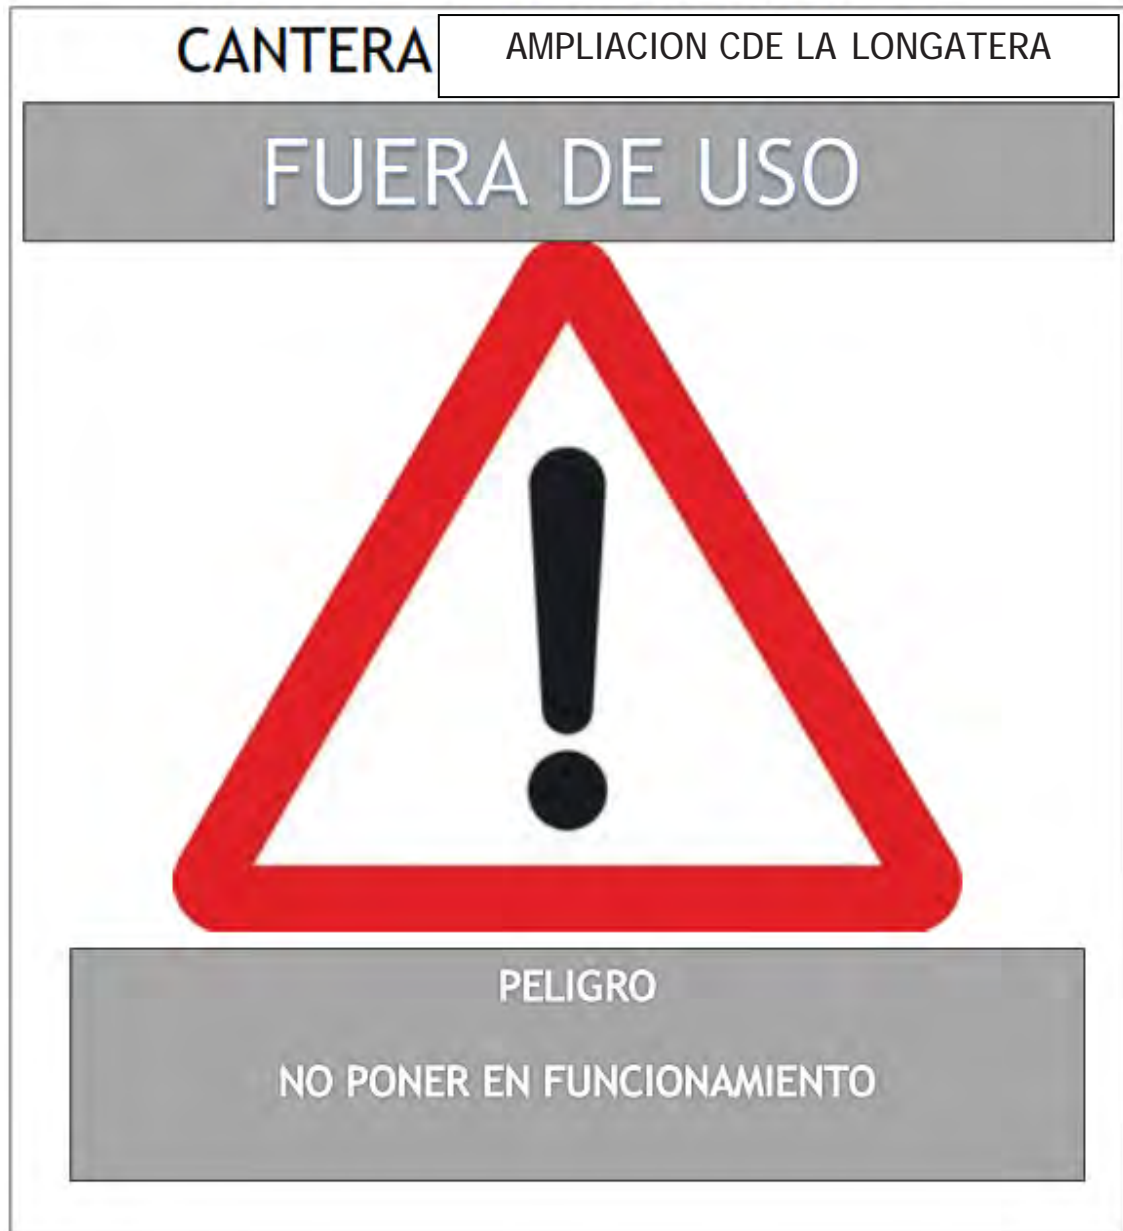 CANTERA AMPLIACION CDE LA LONGATERA
FUERA DE USO
PELIGRO
NO PONER EN FUNCIONAMIENTO